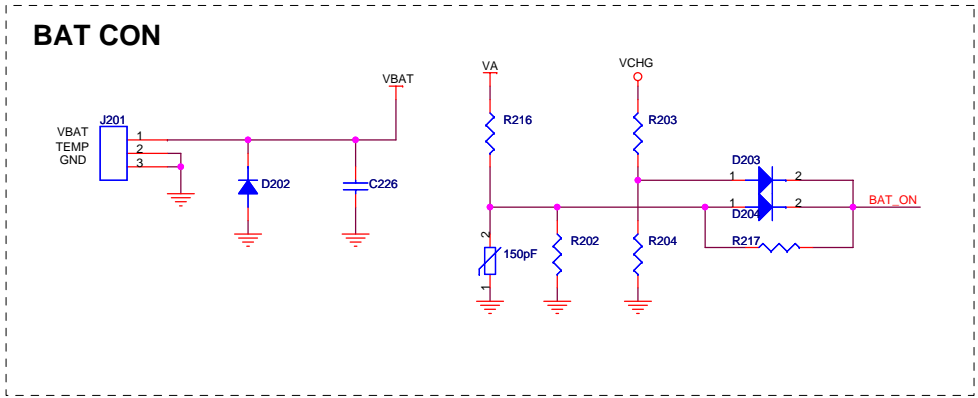 BAT CON
VBAT
VA
VCHG
J201
VBAT
TEMP
GND
1
2
3
D202
C226
R216
R203
D203
1
2
1
2
D204
BAT_ON
R217
2
150pF
1
R202
R204